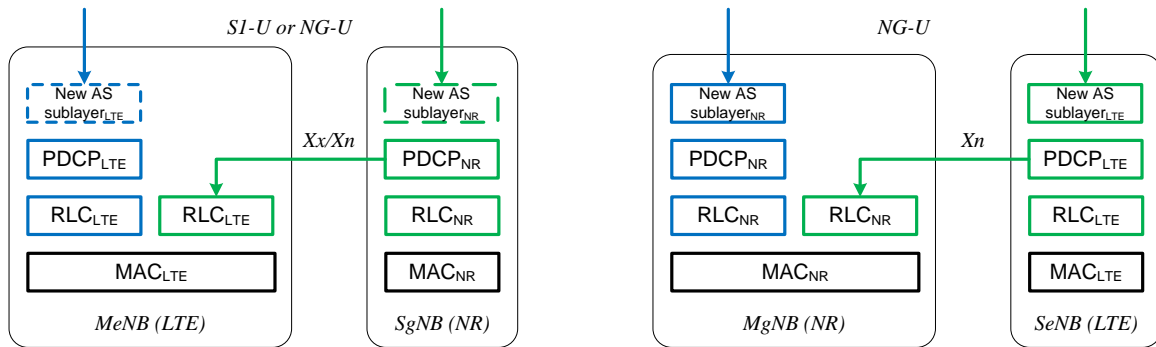 S1-U or NG-U
New AS
sublayerLTE
New AS
sublayerNR
Xx/Xn
PDCPLTE
PDCPNR
RLCLTE
RLCLTE
RLCNR
MACLTE
MACNR
MeNB (LTE)
SgNB (NR)
NG-U
New AS
sublayerNR
New AS
sublayerLTE
Xn
PDCPNR
PDCPLTE
RLCNR
RLCNR
RLCLTE
MACNR
MACLTE
MgNB (NR)
SeNB (LTE)